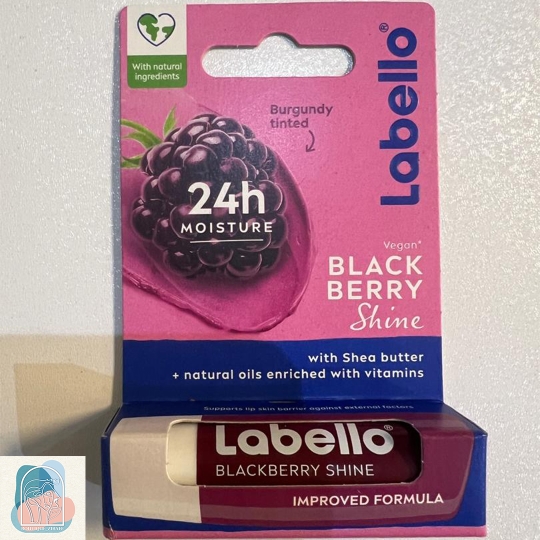 With natural
ingredients
Labello®
Burgundy
tinted
24h
MOISTURE
Vegan*
BLACK
BERRY
Shine
with Shea butter
+ natural oils enriched with vitamins
Supports lip skin barrier against external factors
Labello®
BLACKBERRY SHINE
IMPROVED FORMULA